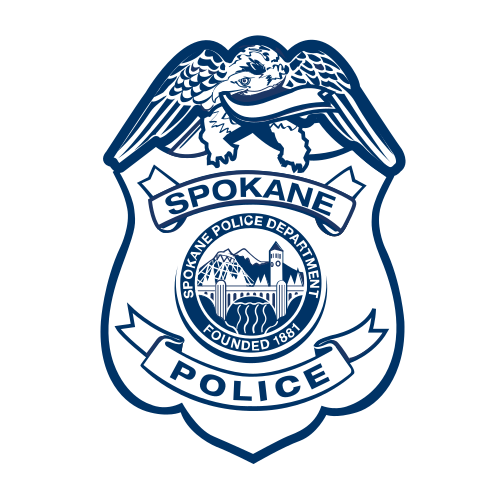 SPOKANE
SPOKANE POLICE DEPARTMENT
FOUNDED 1881
POLICE